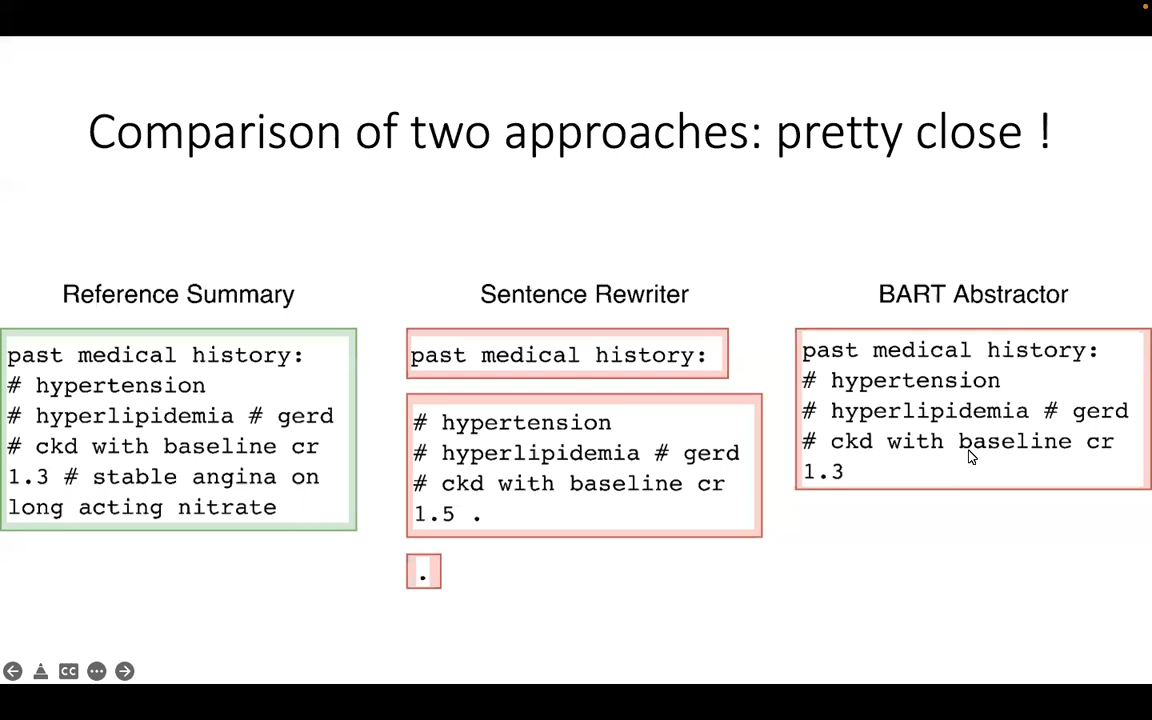 Comparison of two approaches: pretty close !
Reference Summary
past medical history:
# hypertension
# hyperlipidemia # gerd
# ckd with baseline cr
1.3 # stable angina on
long acting nitrate
Sentence Rewriter
past medical history:
# hypertension
# hyperlipidemia # gerd
# ckd with baseline cr
1.5 .
.
BART Abstractor
past medical history:
# hypertension
# hyperlipidemia # gerd
# ckd with baseline cr
1.3
CC